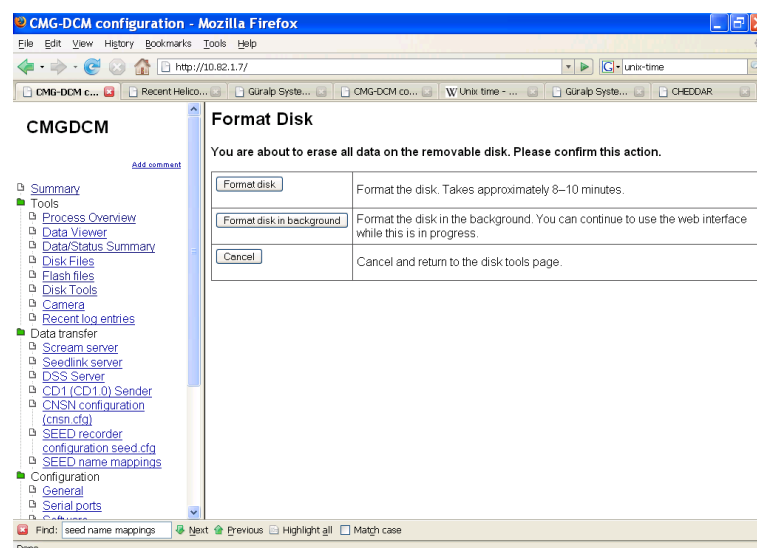 CMG-DCM configuration - Mozilla Firefox
File Edit View History Bookmarks Tools Help
http://10.82.1.7/
G unix-time
CMG-DCM c...
Recent Helico...
Güralp Syste...
CMG-DCM co...
W Unix time - ...
Güralp Syste...
CHEDDAR
CMGDCM
Add comment
Summary
Tools
Process Overview
Data Viewer
Data/Status Summary
Disk Files
Flash files
Disk Tools
Camera
Recent log entries
Data transfer
Scream server
Seedlink server
DSS Server
CD1 (CD1.0) Sender
CNSN configuration
(cnsn.cfg)
SEED recorder
configuration seed.cfg
SEED name mappings
Configuration
General
Serial ports
Software
Format Disk
You are about to erase all data on the removable disk. Please confirm this action.
Format disk
Format the disk. Takes approximately 8–10 minutes.
Format disk in background
Format the disk in the background. You can continue to use the web interface
while this is in progress.
Cancel
Cancel and return to the disk tools page.
Find: seed name mappings Next Previous Highlight all Match case
Done